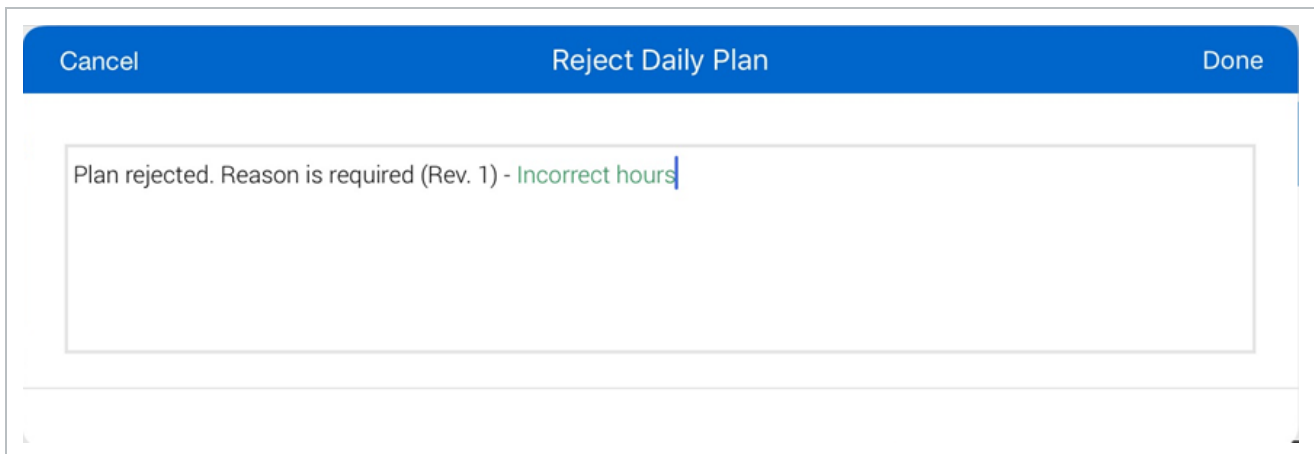 Cancel Reject Daily Plan Done
Plan rejected. Reason is required (Rev. 1) - Incorrect hours